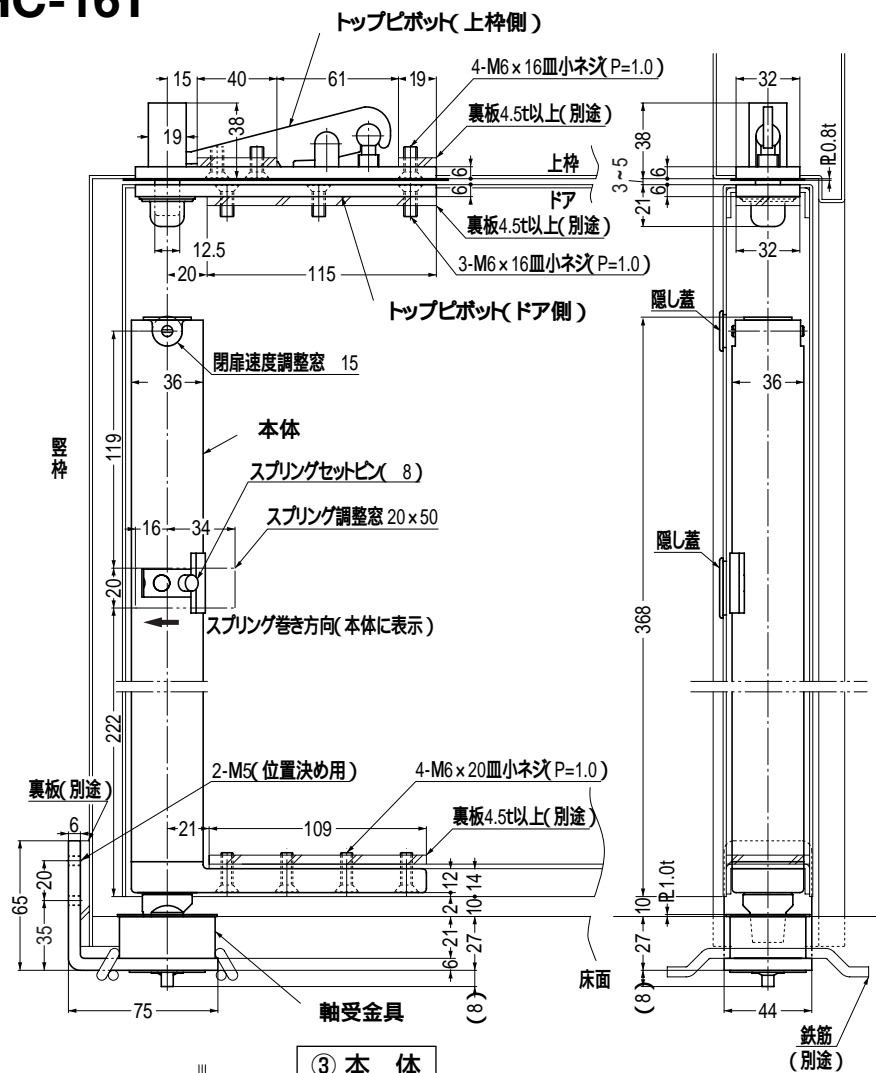 HC-161
トップピボット(上枠側)
4-M6×16皿小ネジ(P=1.0)
15 40 61 19
裏板4.5t以上(別途)
19
38
上枠
6
6
ドア
裏板4.5t以上(別途)
12.5
20 115
3-M6×16皿小ネジ(P=1.0)
トップピボット(ドア側)
32
38
3~5
6
6
21
PL0.8t
32
隠し蓋
閉扉速度調整窓 15
36
36
119
竪枠
本体
スプリングセットピン( 8)
16 34
スプリング調整窓 20×50
隠し蓋
20
スプリング巻き方向(本体に表示)
368
222
2-M5(位置決め用)
4-M6×20皿小ネジ(P=1.0)
裏板(別途)
裏板4.5t以上(別途)
6
21 109
65
20
35
12
14
2
10
21
27
6
(8)
PL1.0t
10
27
(8)
床面
75
軸受金具
44
鉄筋
(別途)
③ 本 体